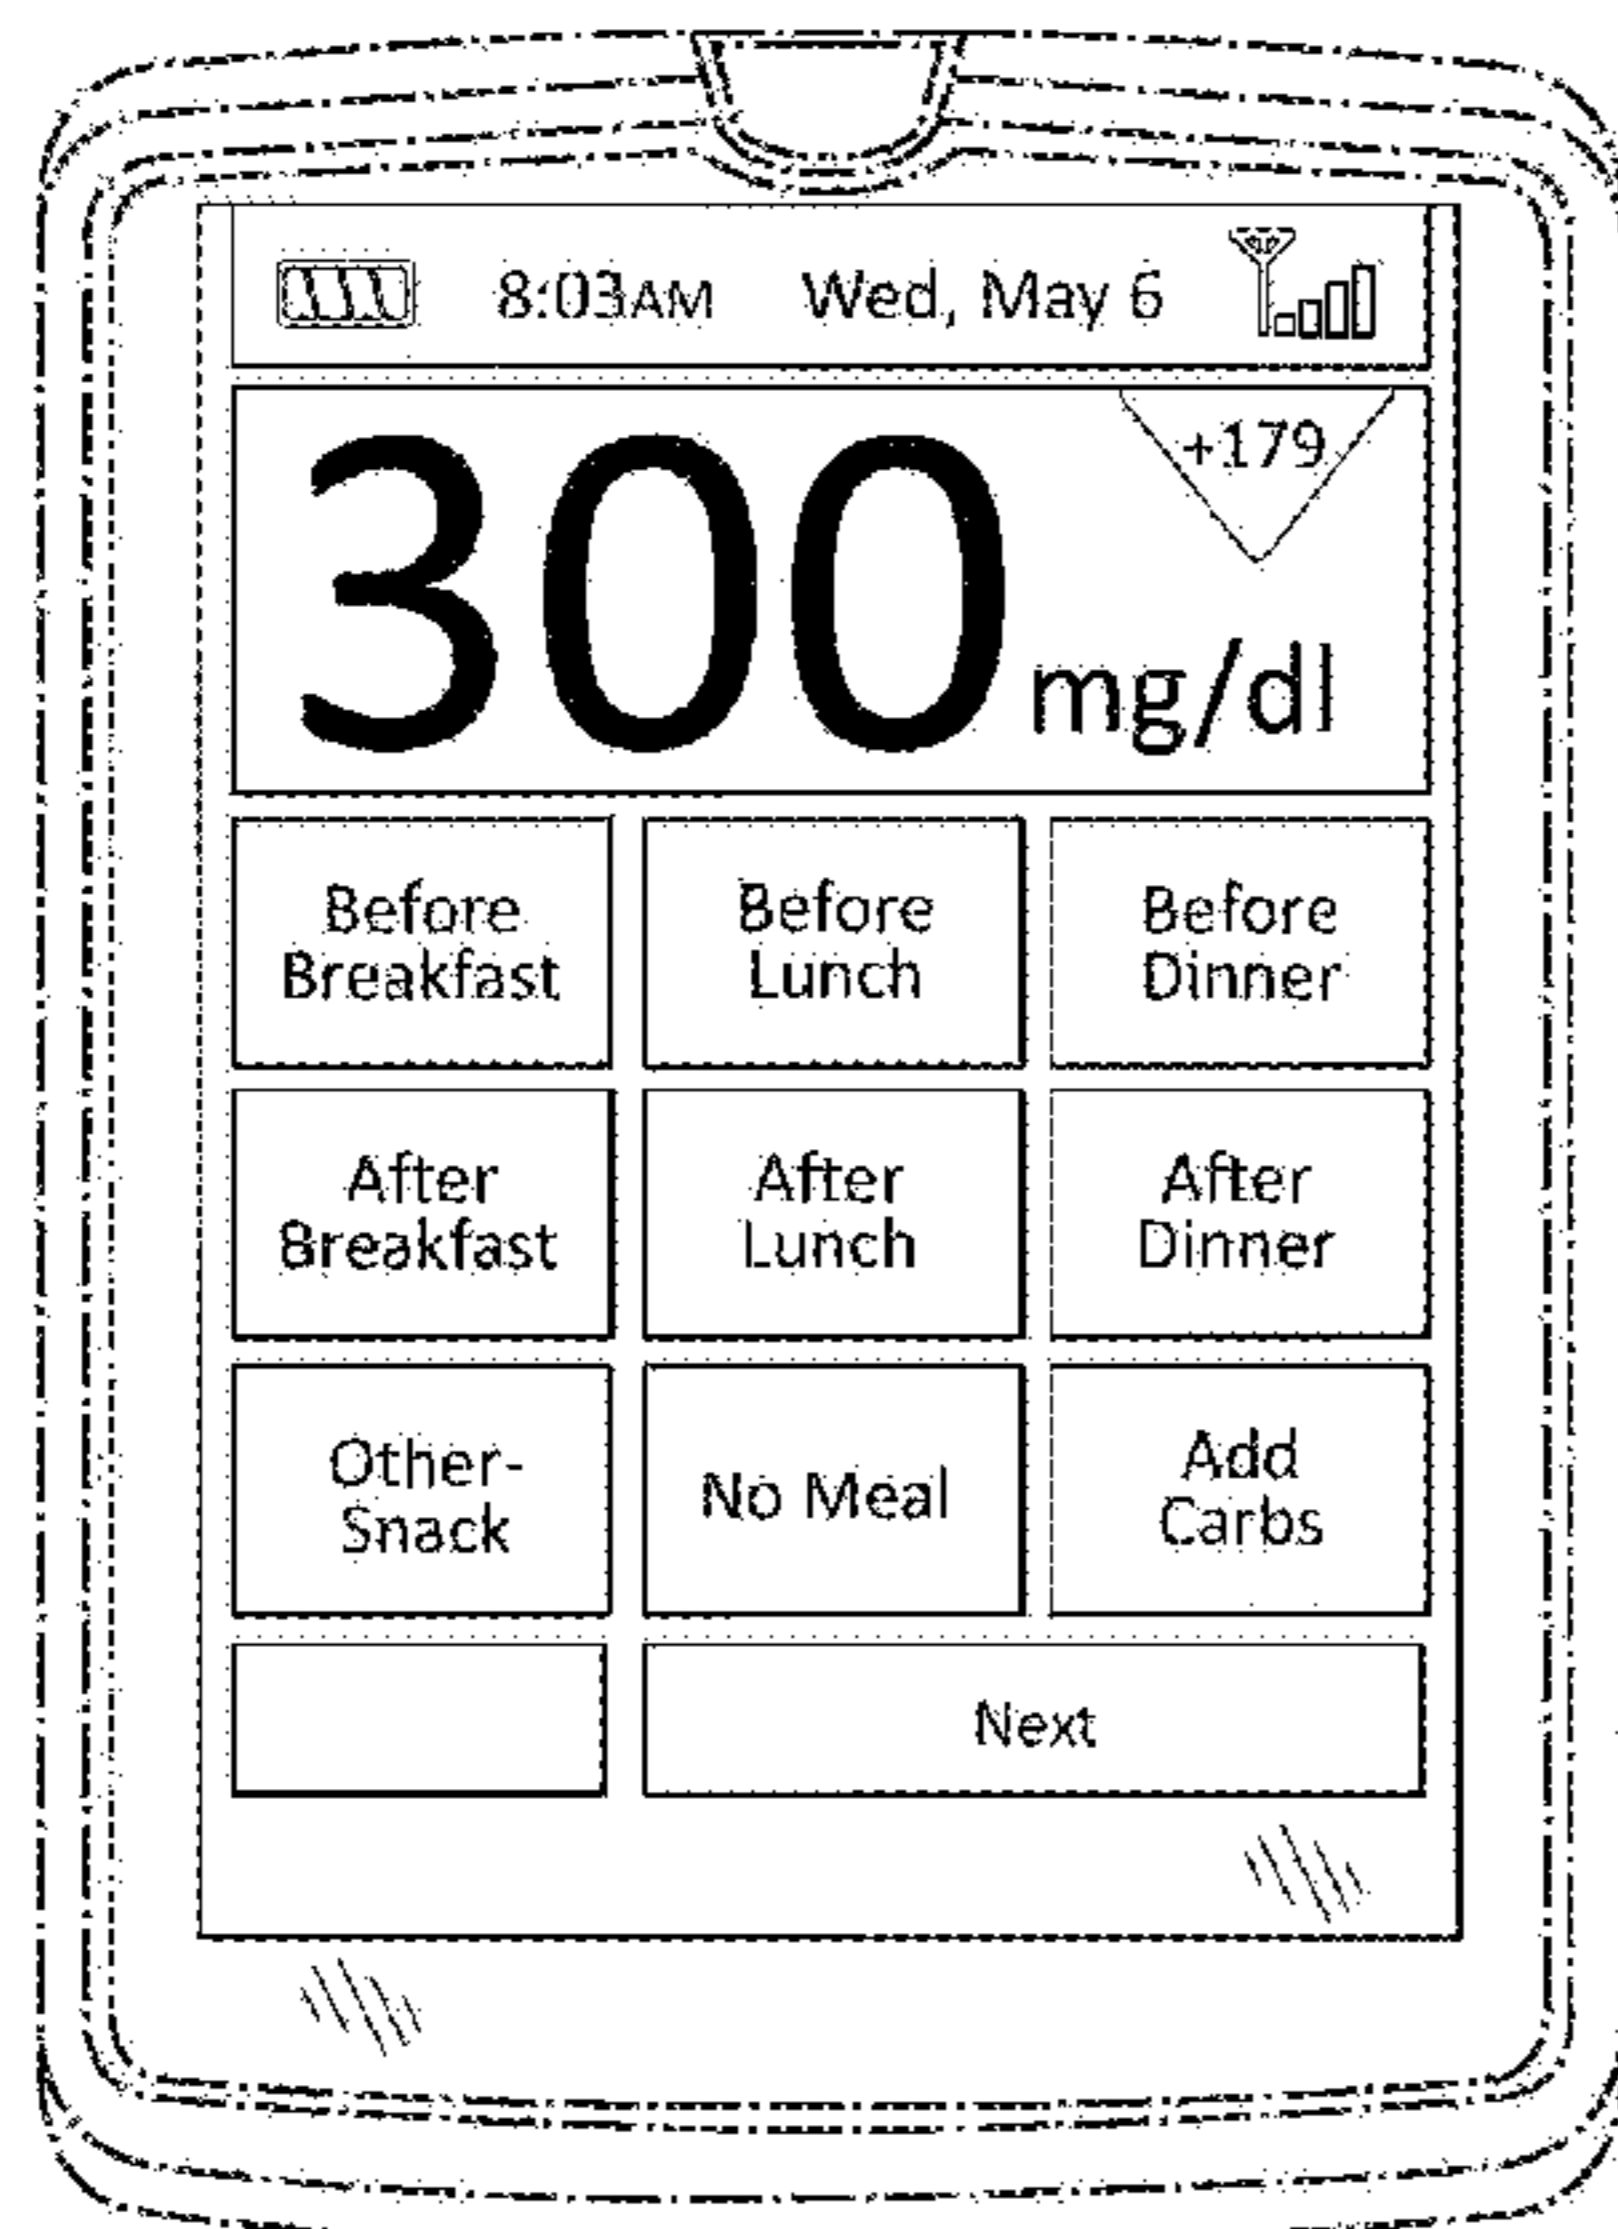 8:03AM Wed, May 6
+179
300 mg/dl
Before Before Before
Breakfast Lunch Dinner
After After After
Breakfast Lunch Dinner
Other- No Meal Add
Snack Carbs
Next